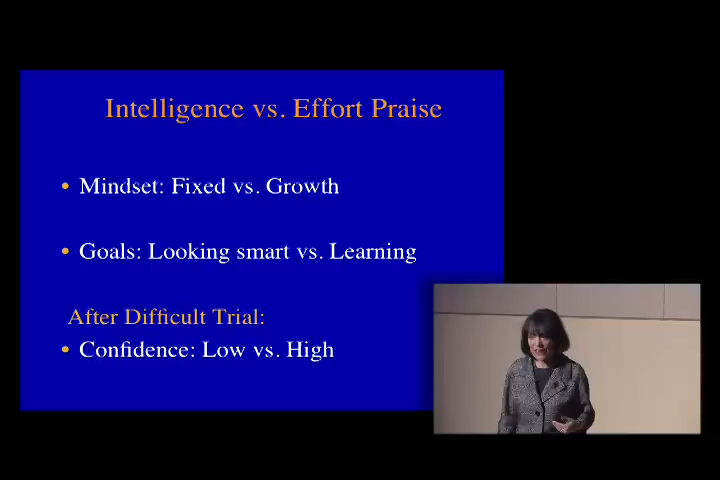 Intelligence vs. Effort Praise
• Mindset: Fixed vs. Growth
• Goals: Looking smart vs. Learning
After Difficult Trial:
• Confidence: Low vs. High